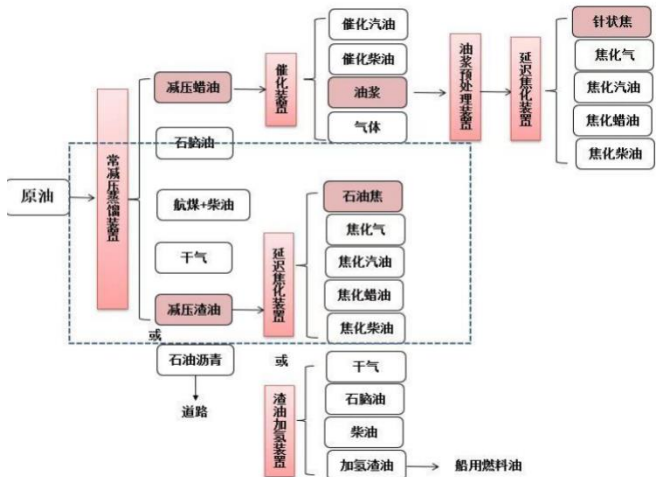 原油
常减压蒸馏装置
减压蜡油
石脑油
航煤+柴油
干气
减压渣油
或
石油沥青
道路
催化装置
催化汽油
催化柴油
油浆
气体
油浆预处理装置
延迟焦化装置
针状焦
焦化气
焦化汽油
焦化蜡油
焦化柴油
延迟焦化装置
石油焦
焦化气
焦化汽油
焦化蜡油
焦化柴油
或
渣油加氢装置
干气
石脑油
柴油
加氢渣油
船用燃料油